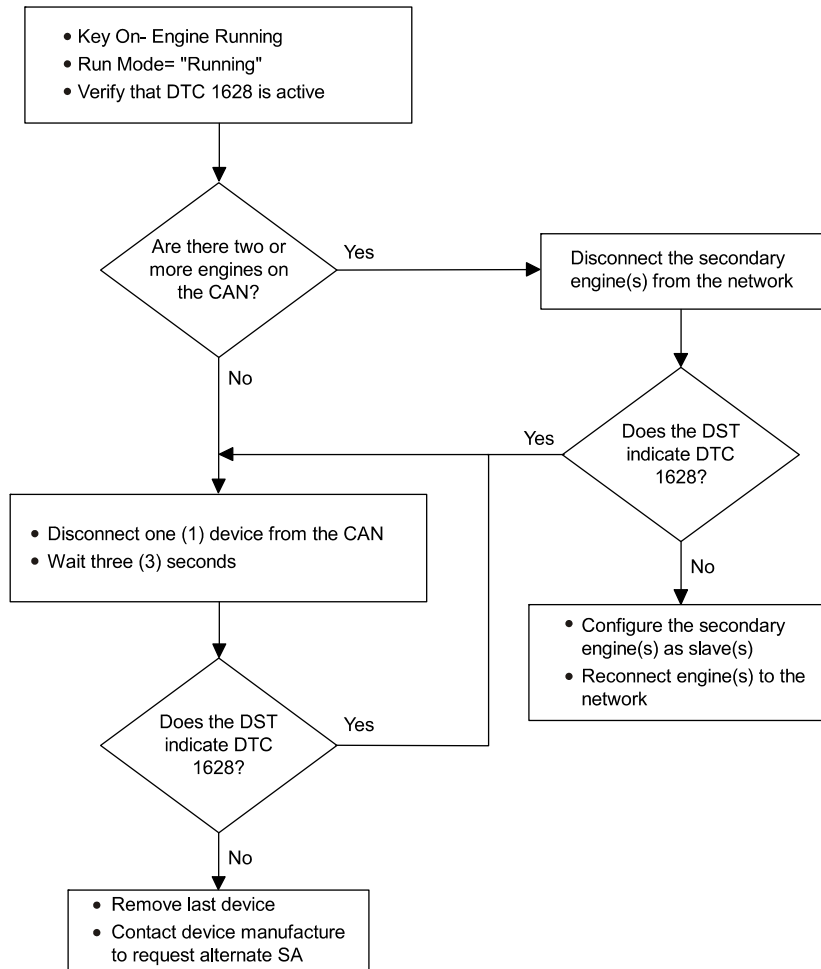 • Key On- Engine Running
• Run Mode= "Running"
• Verify that DTC 1628 is active
Are there two or
more engines on
the CAN?
Yes
Disconnect the secondary
engine(s) from the network
No
Yes
Does the DST
indicate DTC
1628?
• Disconnect one (1) device from the CAN
• Wait three (3) seconds
No
• Configure the secondary
engine(s) as slave(s)
• Reconnect engine(s) to the
network
Does the DST
indicate DTC
1628?
Yes
No
• Remove last device
• Contact device manufacture
to request alternate SA